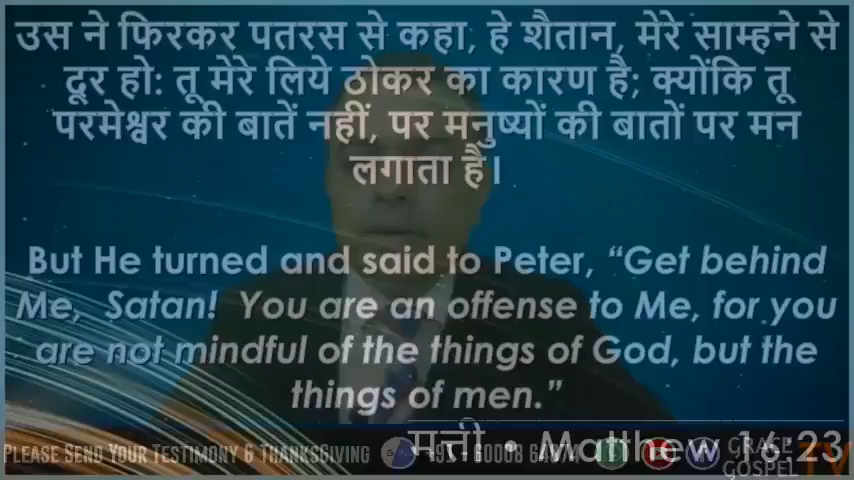 उस ने फिरकर पतरस से कहा, हे शैतान, मेरे साम्हने से
दूर हो: तू मेरे लिये ठोकर का कारण है; क्योंकि तू
परमेश्वर की बातें नहीं, पर मनुष्यों की बातों पर मन
लगाता है।
But He turned and said to Peter, “Get behind
Me, Satan! You are an offense to Me, for you
are not mindful of the things of God, but the
things of men.”
मत्ती • Matthew 16:23
Please Send Your Testimony & ThanksGiving
GRACE
GOSPEL TV